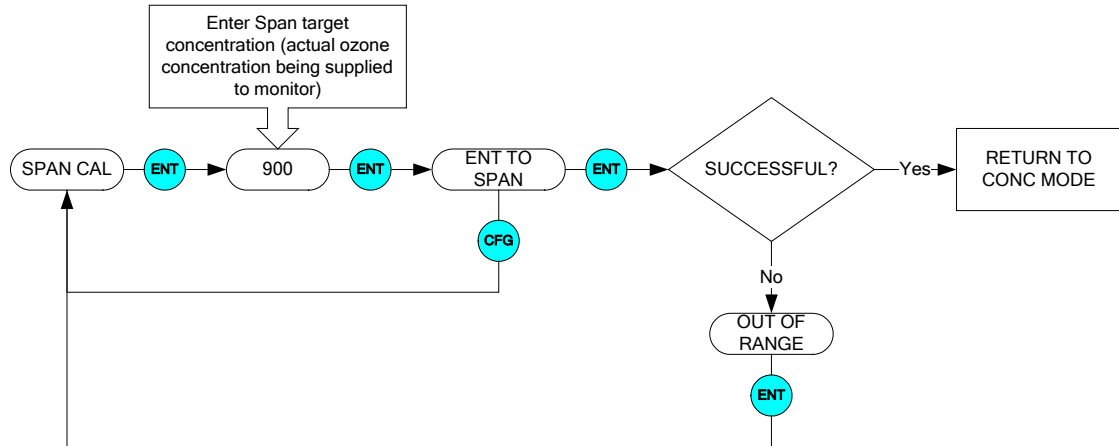 Enter Span target
concentration (actual ozone
concentration being supplied
to monitor)
SPAN CAL
ENT
900
ENT
ENT TO
SPAN
ENT
SUCCESSFUL?
Yes
RETURN TO
CONC MODE
CFG
No
OUT OF
RANGE
ENT